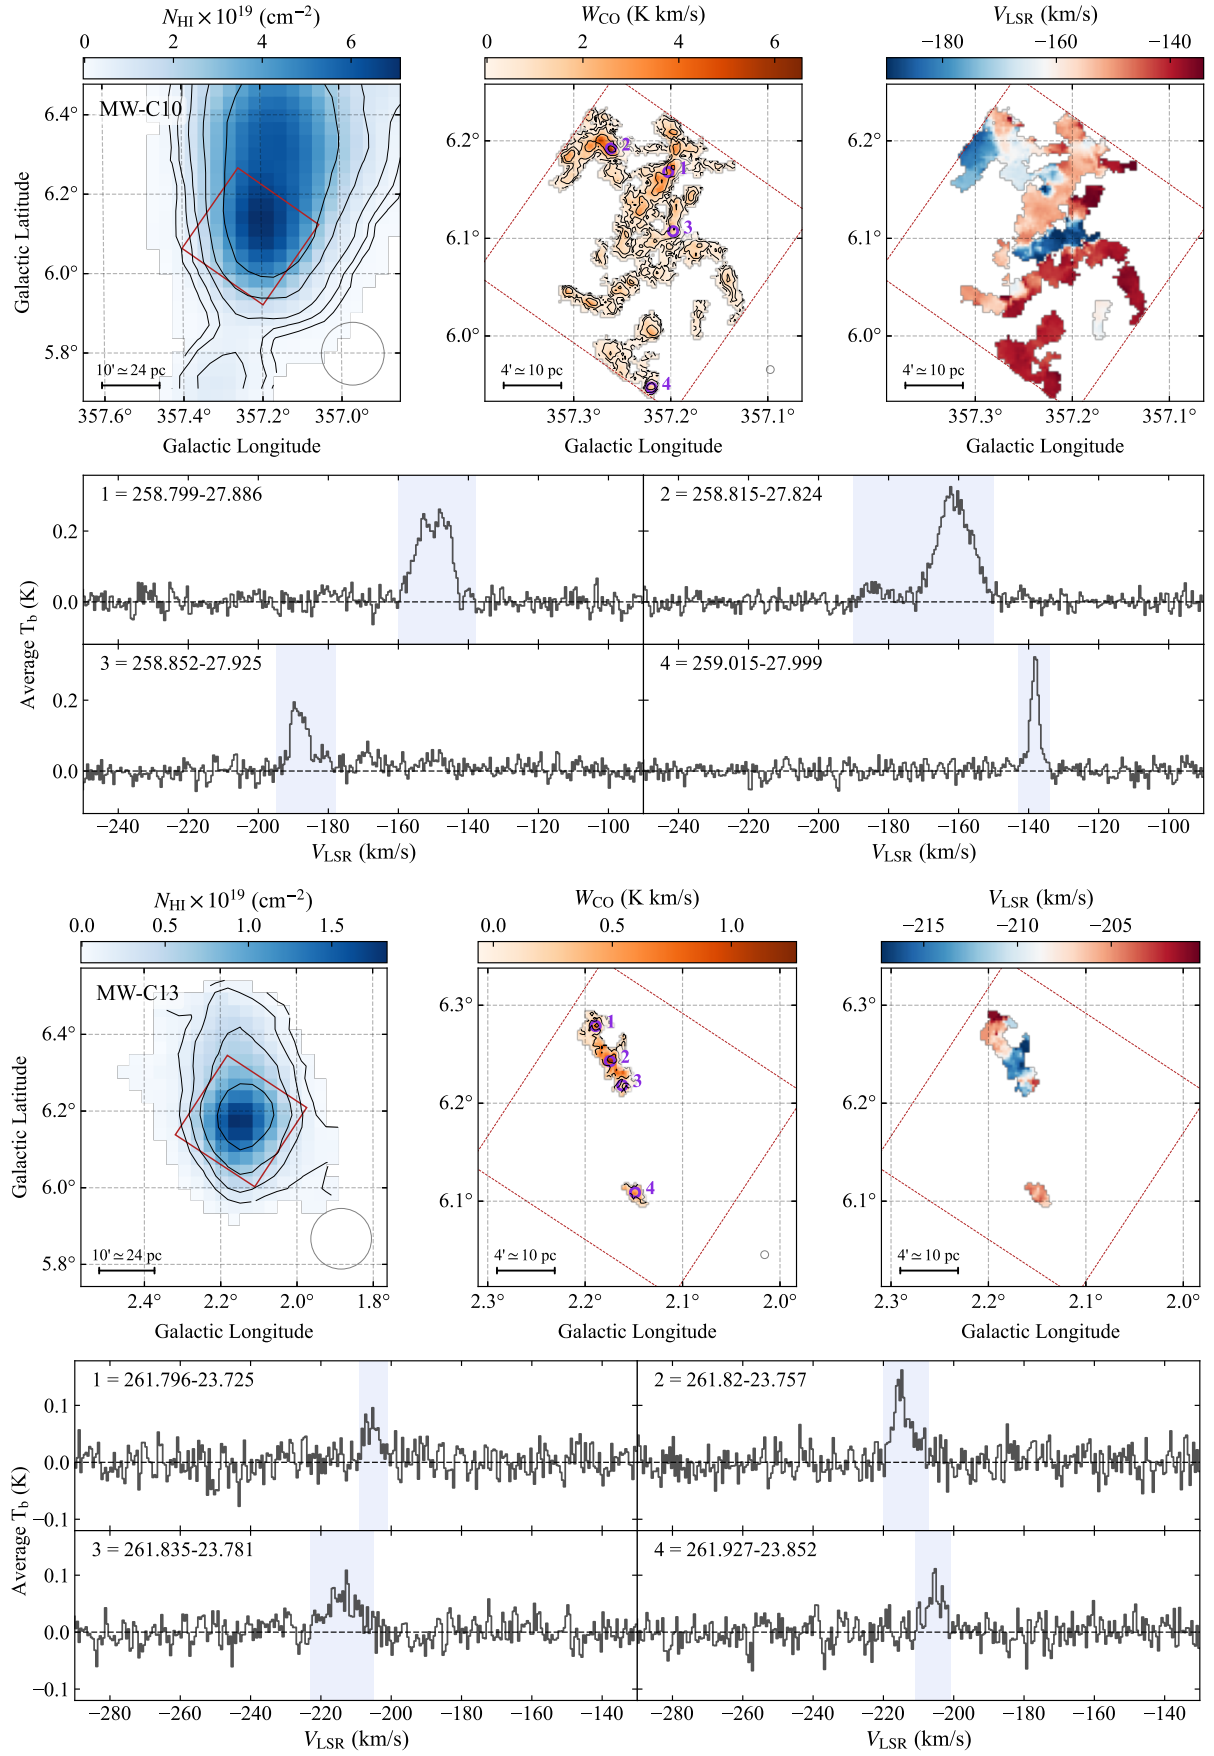 N_HI × 10^19 (cm^−2)
W_CO (K km/s)
V_LSR (km/s)
0 2 4 6
0 2 4 6
−180 −160 −140
MW-C10
6.4°
6.2°
6.0°
5.8°
Galactic Latitude
10' ≃ 24 pc
357.6° 357.4° 357.2° 357.0°
Galactic Longitude
6.2°
6.1°
6.0°
2
1
3
4
4' ≃ 10 pc
357.3° 357.2° 357.1°
Galactic Longitude
6.2°
6.1°
6.0°
4' ≃ 10 pc
357.3° 357.2° 357.1°
Galactic Longitude
1 = 258.799-27.886
2 = 258.815-27.824
0.2
0.0
Average T_b (K)
3 = 258.852-27.925
4 = 259.015-27.999
0.2
0.0
−240 −220 −200 −180 −160 −140 −120 −100
−240 −220 −200 −180 −160 −140 −120 −100
V_LSR (km/s)
V_LSR (km/s)
N_HI × 10^19 (cm^−2)
W_CO (K km/s)
V_LSR (km/s)
0.0 0.5 1.0 1.5
0.0 0.5 1.0
−215 −210 −205
MW-C13
6.4°
6.2°
6.0°
5.8°
Galactic Latitude
10' ≃ 24 pc
2.4° 2.2° 2.0° 1.8°
Galactic Longitude
6.3°
6.2°
6.1°
1
2
3
4
4' ≃ 10 pc
2.3° 2.2° 2.1° 2.0°
Galactic Longitude
6.3°
6.2°
6.1°
4' ≃ 10 pc
2.3° 2.2° 2.1° 2.0°
Galactic Longitude
1 = 261.796-23.725
2 = 261.82-23.757
0.1
0.0
−0.1
Average T_b (K)
3 = 261.835-23.781
4 = 261.927-23.852
0.1
0.0
−0.1
−280 −260 −240 −220 −200 −180 −160 −140
−280 −260 −240 −220 −200 −180 −160 −140
V_LSR (km/s)
V_LSR (km/s)